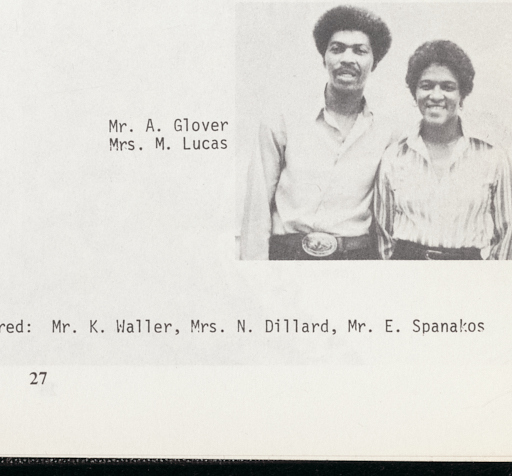 Mr. A. Glover
Mrs. M. Lucas
red: Mr. K. Waller, Mrs. N. Dillard, Mr. E. Spanakos
27